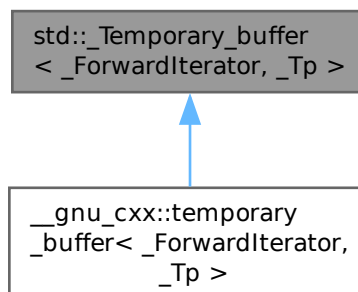 std::_Temporary_buffer
< _ForwardIterator, _Tp >
__gnu_cxx::temporary
_buffer< _ForwardIterator,
_Tp >